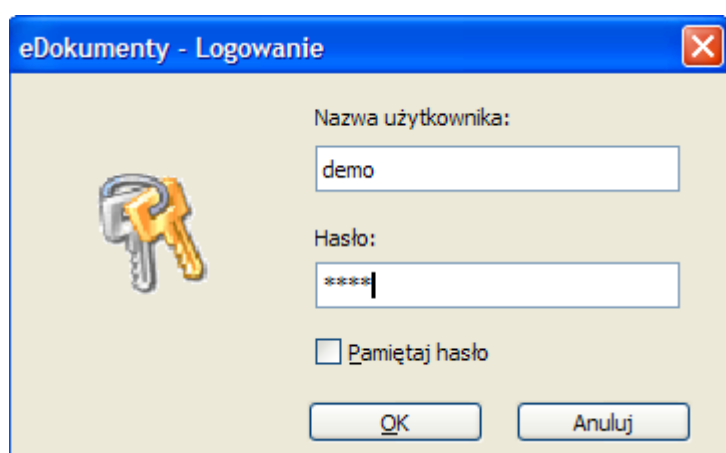 eDokumenty - Logowanie
Nazwa użytkownika:
demo
Hasło:
****
Pamiętaj hasło
OK
Anuluj